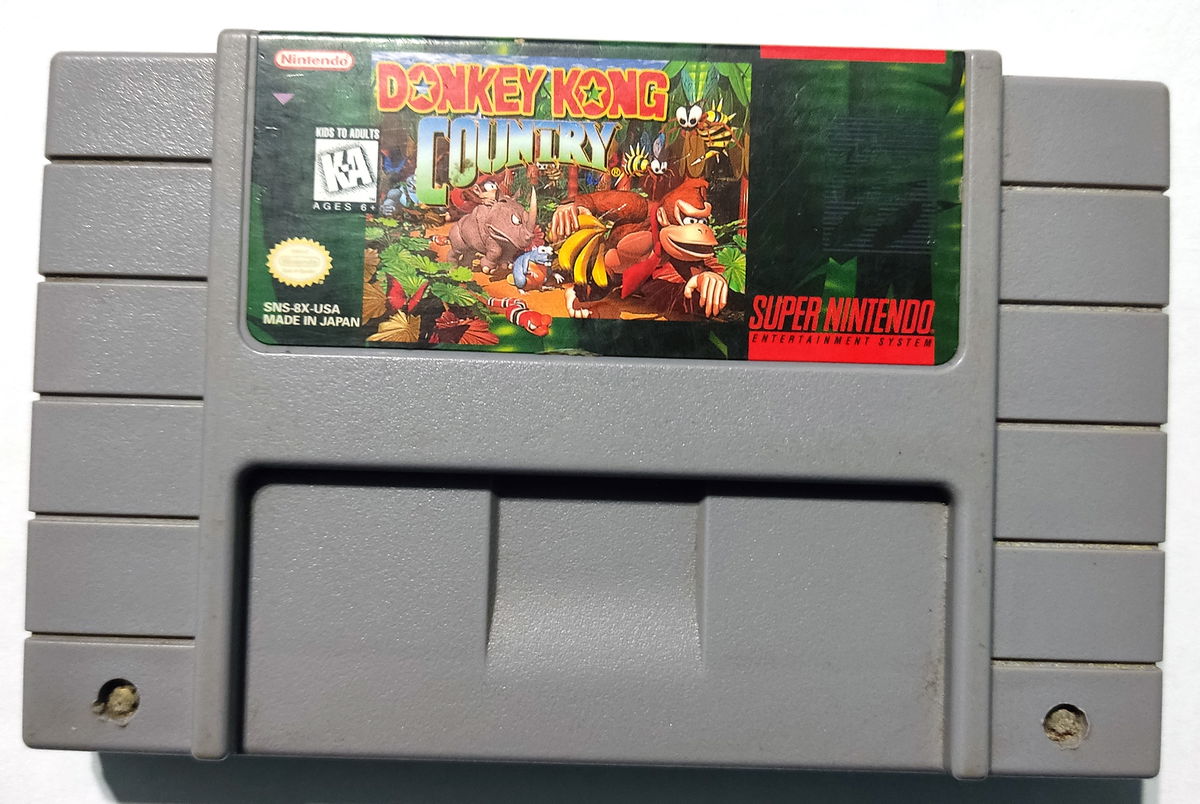 Nintendo
DONKEY KONG
COUNTRY®
KIDS TO ADULTS
K-A
AGES 6+
SNS-8X-USA
MADE IN JAPAN
SUPER NINTENDO
ENTERTAINMENT SYSTEM